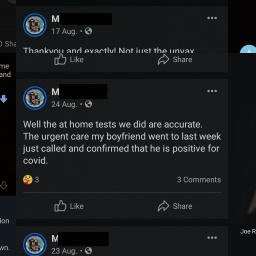 0 Sha
me
and
ion
wn.
M
17 Aug. ·
Thankyou and exactly! Not just the unvax
Like
Share
M
24 Aug. ·
Well the at home tests we did are accurate.
The urgent care my boyfriend went to last week
just called and confirmed that he is positive for
covid.
3
3 Comments
Like
Share
M
23 Aug. ·
Joe R